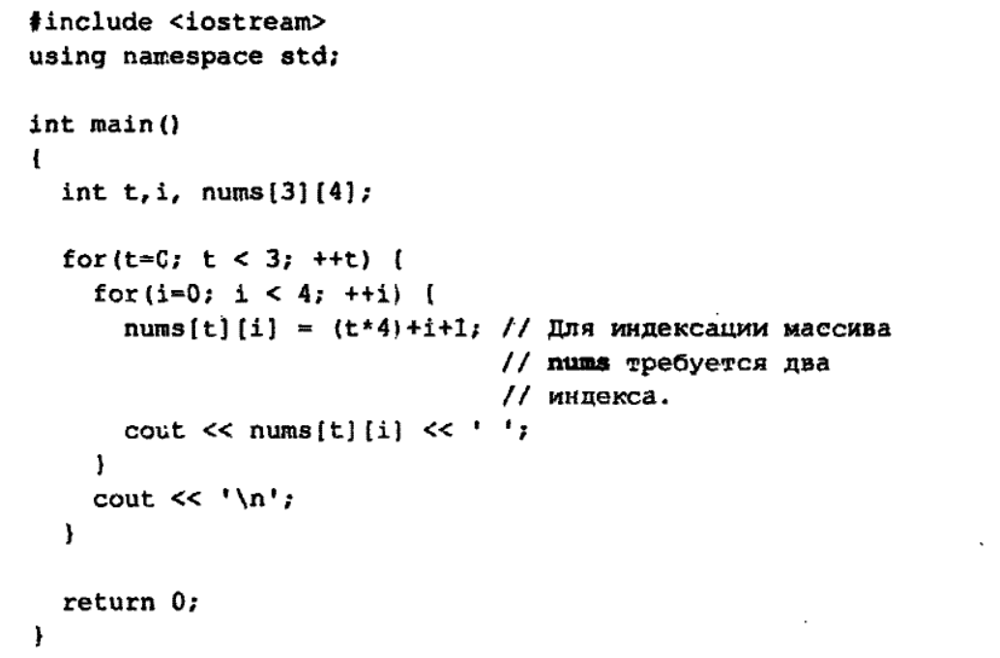 #include <iostream>
using namespace std;
int main()
{
int t,i, nums[3][4];
for(t=C; t < 3; ++t) {
for(i=0; i < 4; ++i) {
nums[t][i] = (t*4)+i+1; // Для индексации массива
// nums требуется два
// индекса.
cout << nums[t][i] << ' ';
}
cout << '\n';
}
return 0;
}